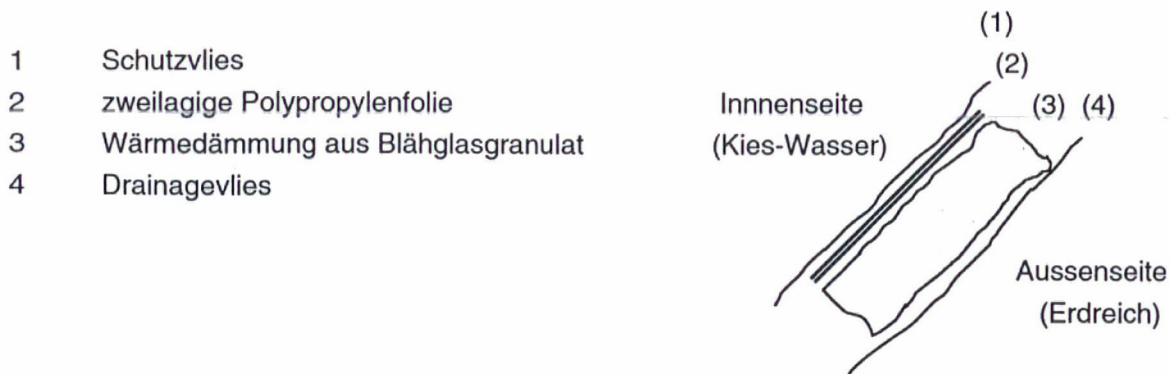 1 Schutzvlies
2 zweilagige Polypropylenfolie
3 Wärmedämmung aus Blähglasgranulat
4 Drainagevlies
(1)
(2)
Innnenseite (3) (4)
(Kies-Wasser)
Aussenseite
(Erdreich)